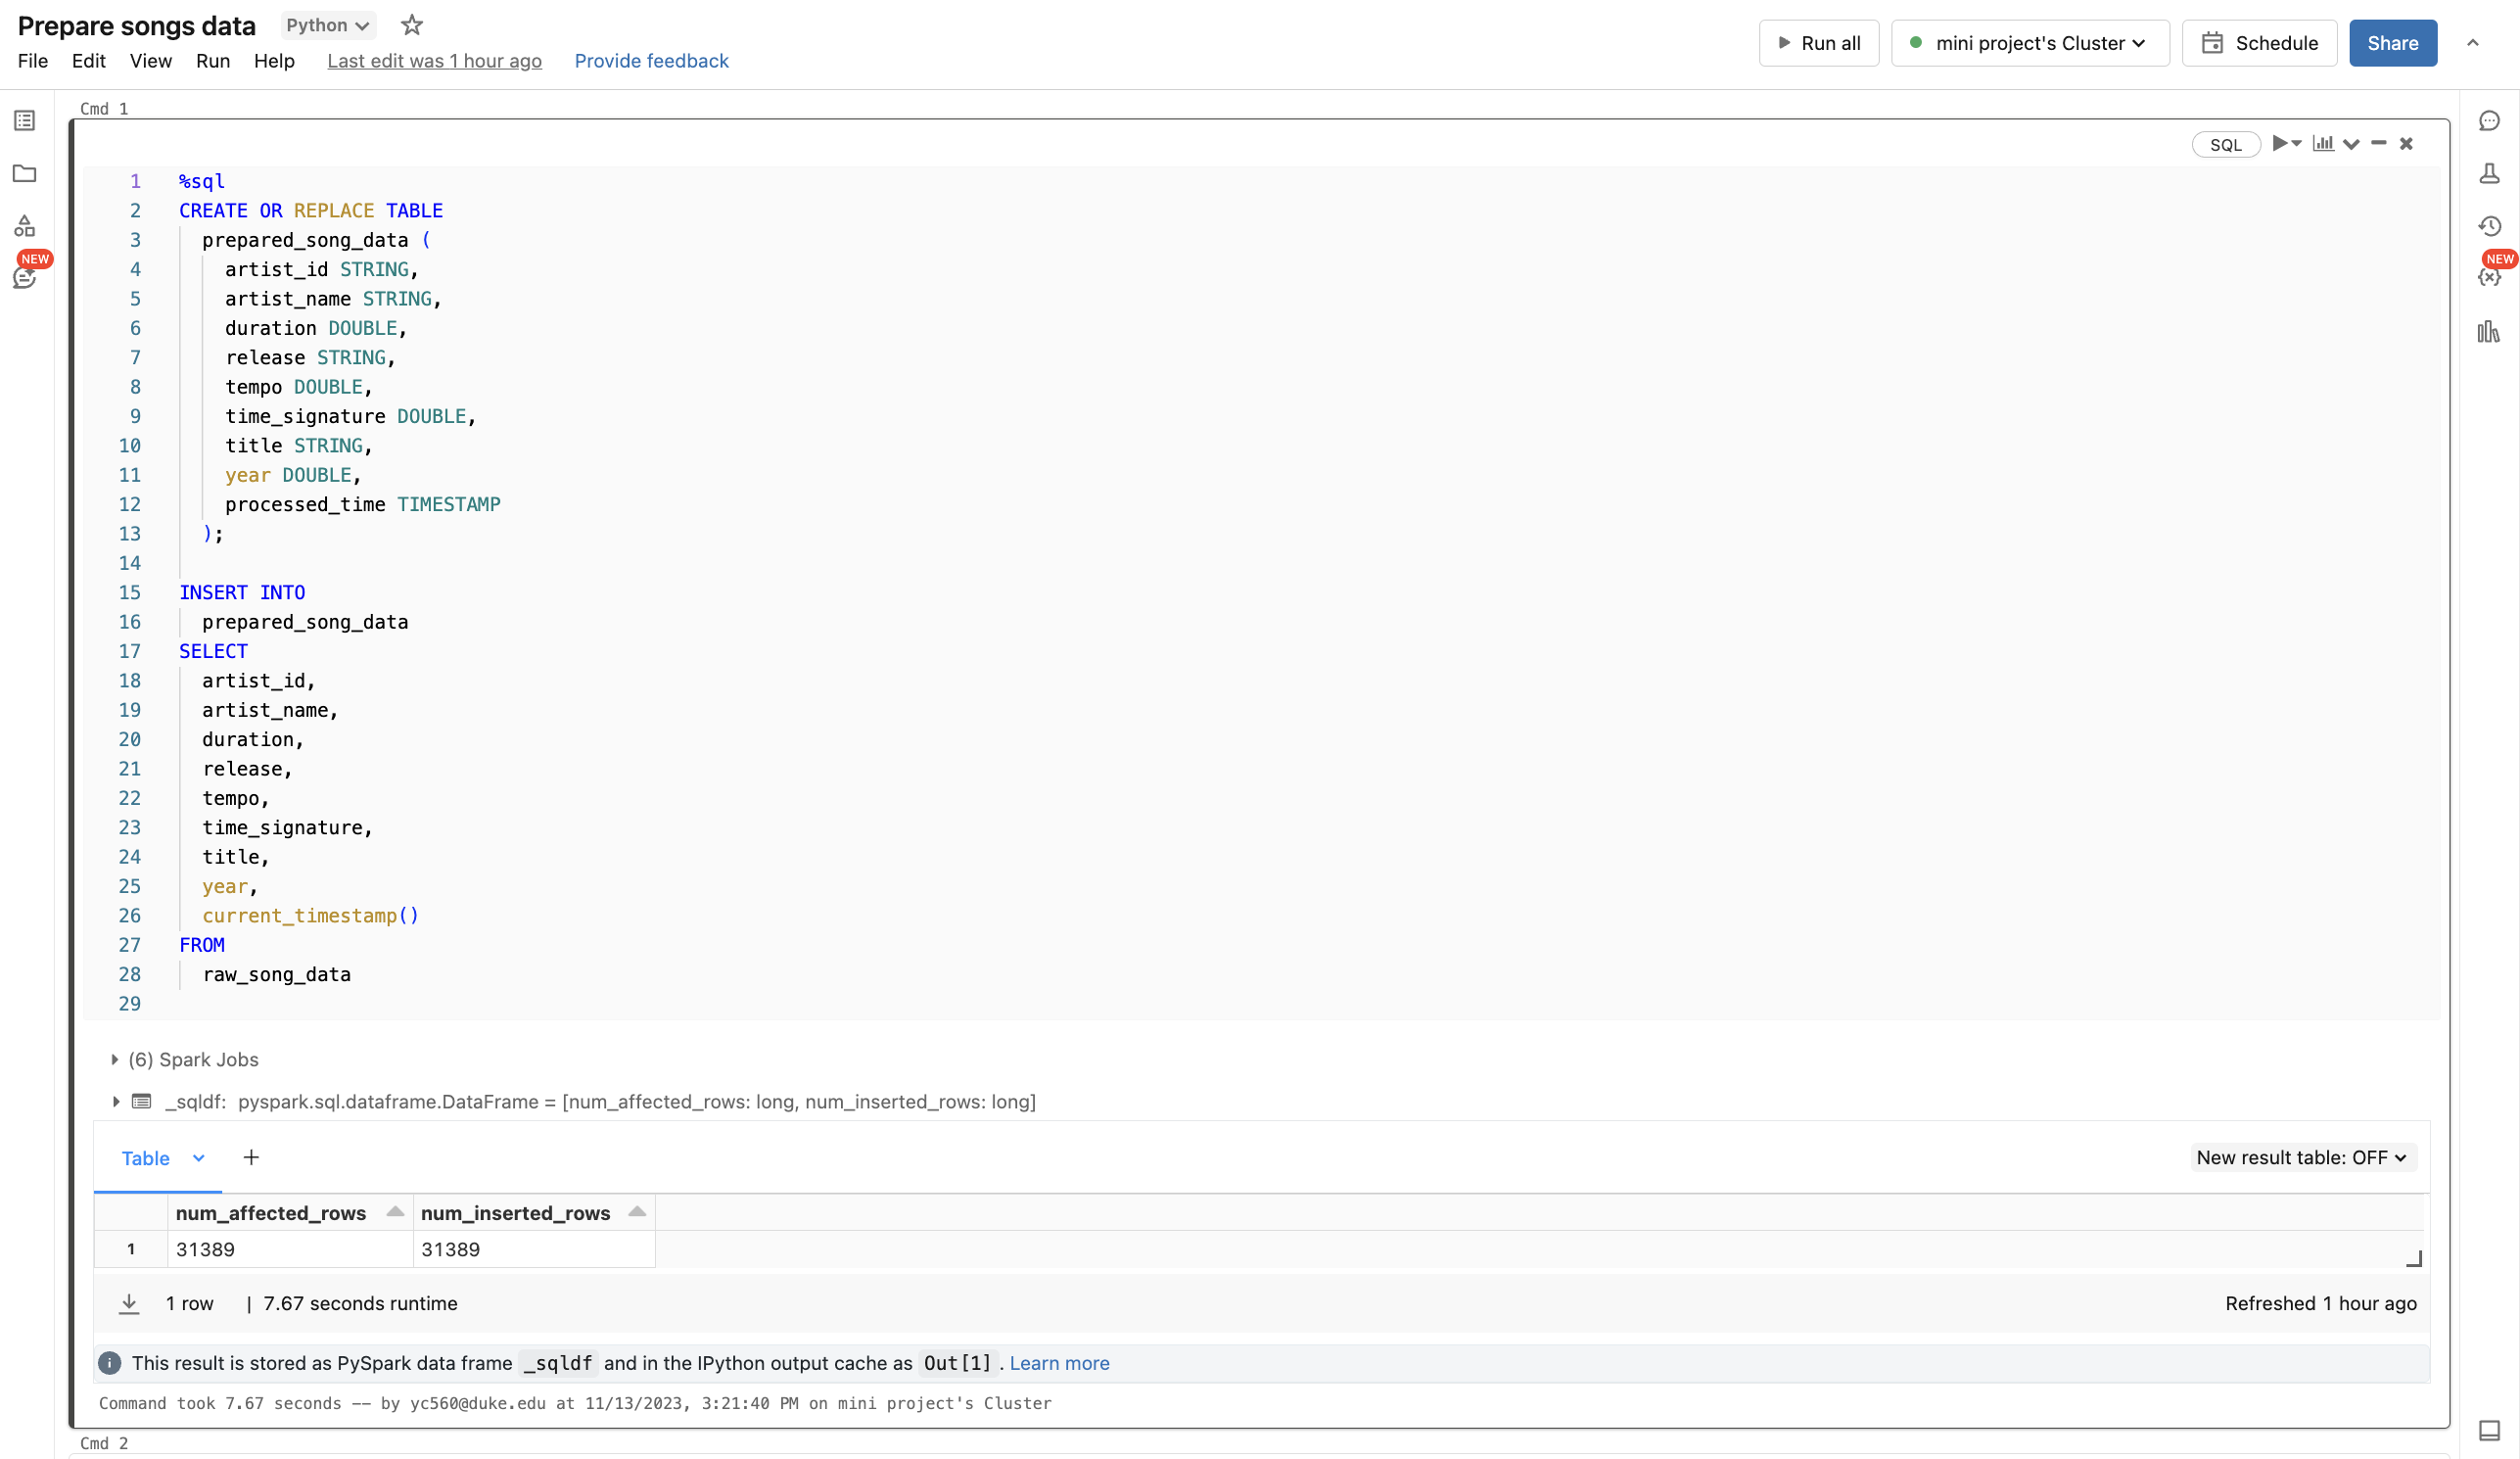 Prepare songs data Python
File Edit View Run Help Last edit was 1 hour ago Provide feedback
Run all mini project's Cluster Schedule Share
NEW
NEW
Cmd 1
SQL
1 %sql
2 CREATE OR REPLACE TABLE
3 prepared_song_data (
4 artist_id STRING,
5 artist_name STRING,
6 duration DOUBLE,
7 release STRING,
8 tempo DOUBLE,
9 time_signature DOUBLE,
10 title STRING,
11 year DOUBLE,
12 processed_time TIMESTAMP
13 );
14
15 INSERT INTO
16 prepared_song_data
17 SELECT
18 artist_id,
19 artist_name,
20 duration,
21 release,
22 tempo,
23 time_signature,
24 title,
25 year,
26 current_timestamp()
27 FROM
28 raw_song_data
29
(6) Spark Jobs
_sqldf: pyspark.sql.dataframe.DataFrame = [num_affected_rows: long, num_inserted_rows: long]
Table + New result table: OFF
num_affected_rows num_inserted_rows
1 31389 31389
1 row | 7.67 seconds runtime Refreshed 1 hour ago
This result is stored as PySpark data frame _sqldf and in the IPython output cache as Out[1] . Learn more
Command took 7.67 seconds -- by yc560@duke.edu at 11/13/2023, 3:21:40 PM on mini project's Cluster
Cmd 2